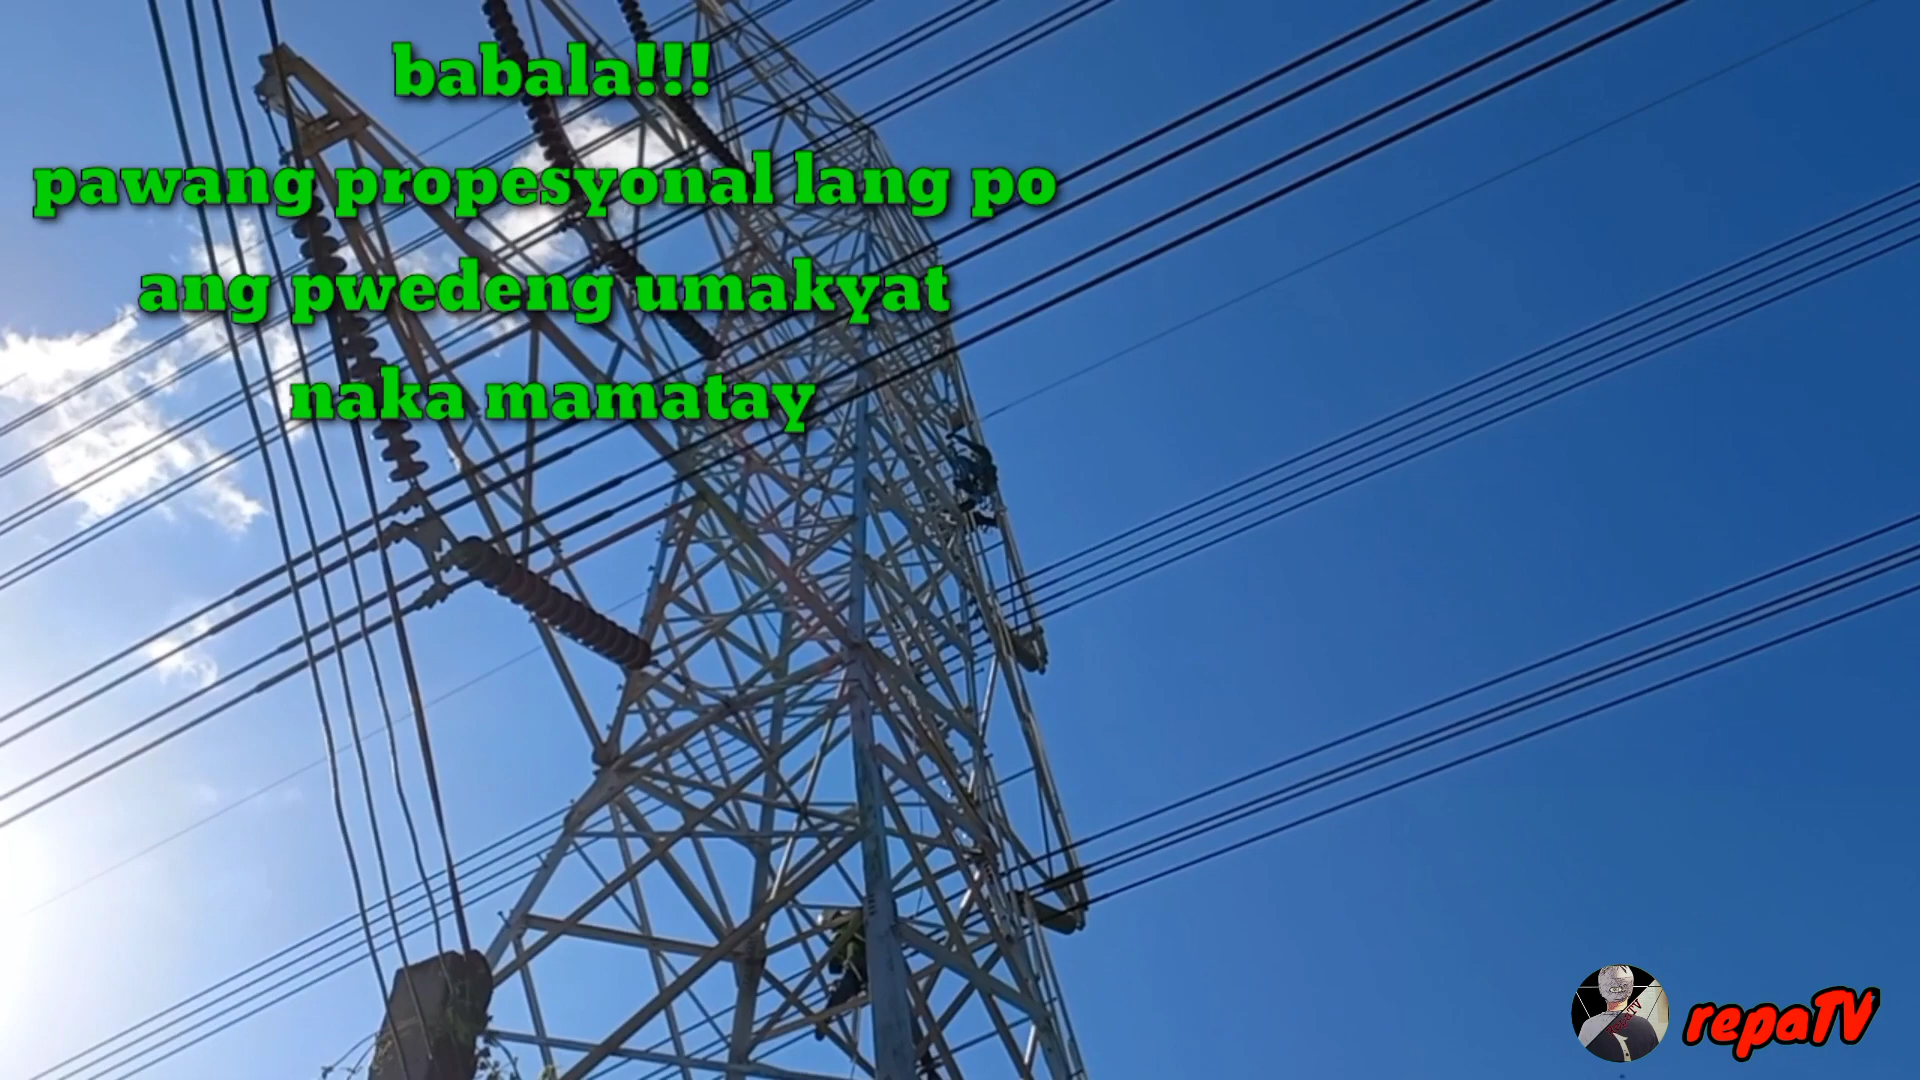 babala!!!
pawang propesyonal lang po
ang pwedeng umakyat
naka mamatay
repaTV